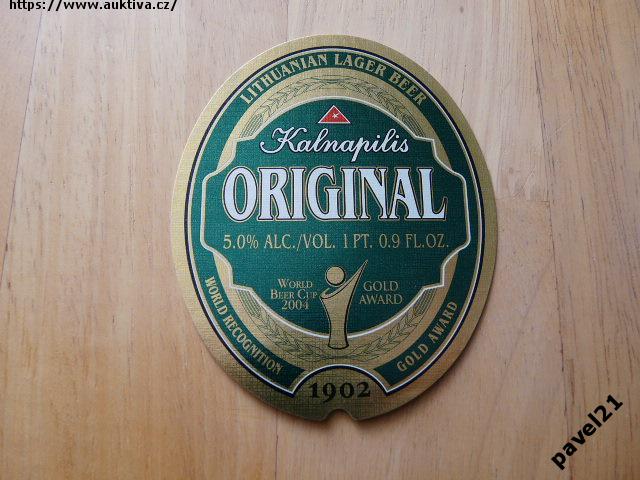 https://www.auktiva.cz/
LITHUANIAN LAGER BEER
Kalnapilis
ORIGINAL
5.0% ALC./VOL. 1 PT. 0.9 FL.OZ.
WORLD
BEER CUP
2004
GOLD
AWARD
WORLD RECOGNITION
GOLD AWARD
1902
pavel21